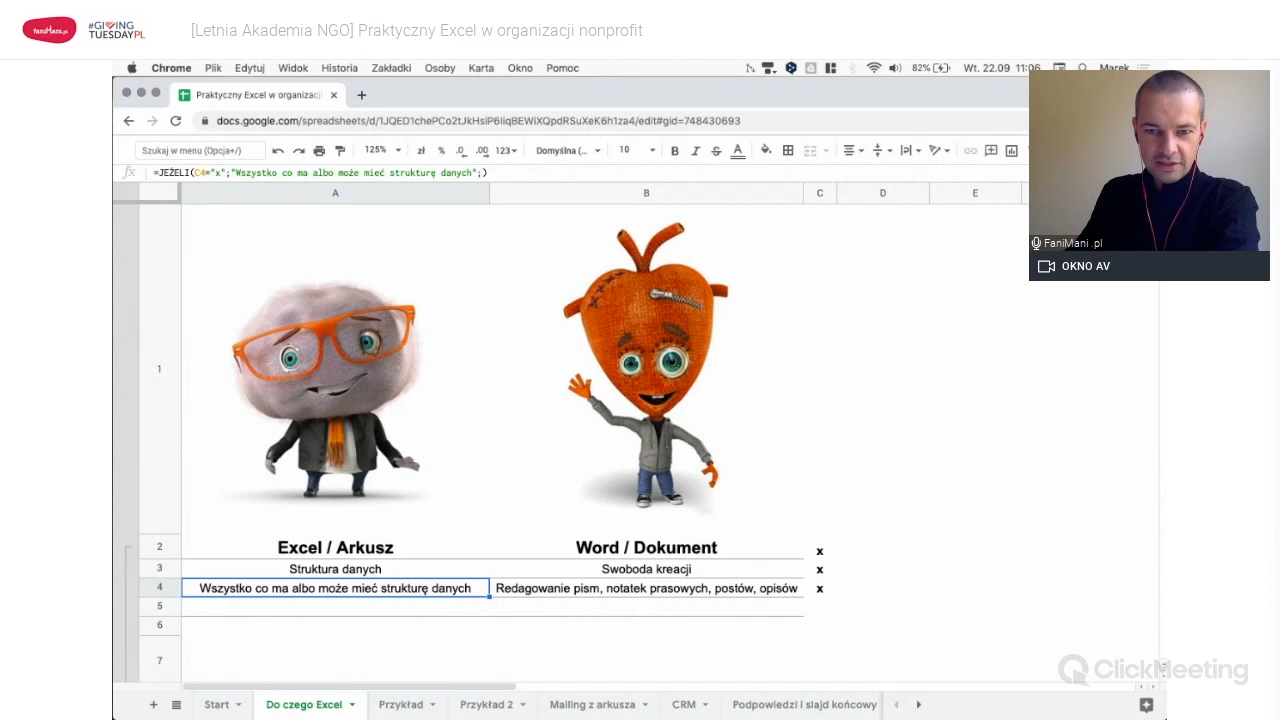 faniMani.pl
#GIVING
TUESDAYPL
[Letnia Akademia NGO] Praktyczny Excel w organizacji nonprofit
Chrome Plik Edytuj Widok Historia Zakładki Osoby Karta Okno Pomoc 82% Wt. 22.09 11:06 Marek
Praktyczny Excel w organizacji
docs.google.com/spreadsheets/d/1JQED1chePCo2tJkHsiP6IiqBEWiXQpdRSuXeK6h1za4/edit#gid=748430693
Szukaj w menu (Opcja+/) 125% zł % .0 .00 123 Domyślna (... 10 B I S A
fx =JEŻELI(C4="x";"Wszystko co ma albo może mieć strukturę danych";)
A B C D E
1
2 Excel / Arkusz Word / Dokument x
3 Struktura danych Swoboda kreacji x
4 Wszystko co ma albo może mieć strukturę danych Redagowanie pism, notatek prasowych, postów, opisów x
5
6
7
FaniMani .pl
OKNO AV
ClickMeeting
Start Do czego Excel Przykład Przykład 2 Mailing z arkusza CRM Podpowiedzi i slajd końcowy